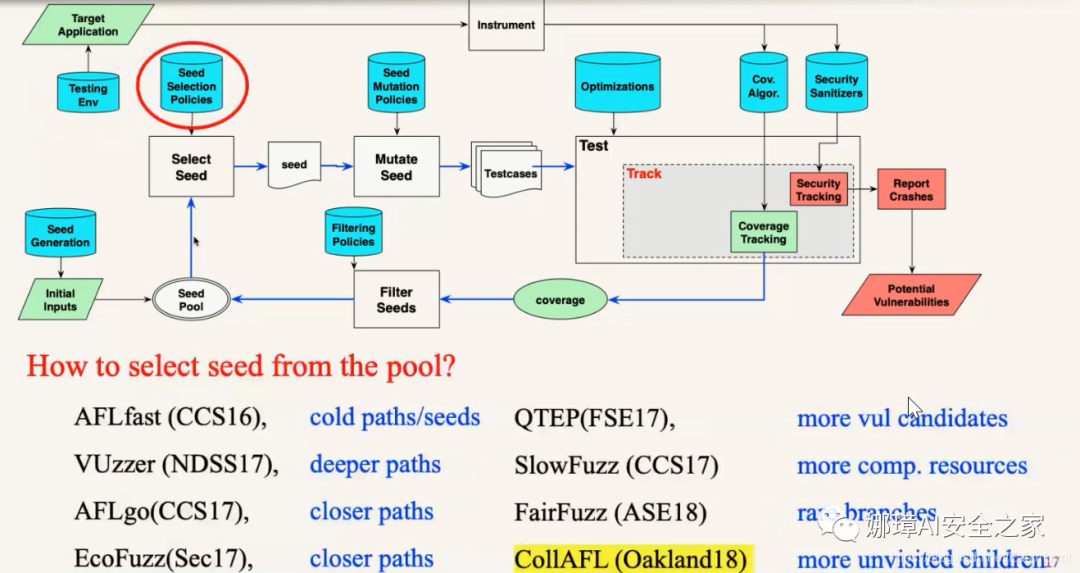 Target
Application
Instrument
Testing
Env
Seed
Selection
Policies
Seed
Mutation
Policies
Optimizations
Cov.
Algor.
Security
Sanitizers
Select
Seed
seed
Mutate
Seed
Testcases
Test
Track
Security
Tracking
Report
Crashes
Coverage
Tracking
Seed
Generation
Filtering
Policies
Initial
Inputs
Seed
Pool
Filter
Seeds
coverage
Potential
Vulnerabilities
How to select seed from the pool?
AFLfast (CCS16), cold paths/seeds QTEP(FSE17), more vul candidates
VUzzer (NDSS17), deeper paths SlowFuzz (CCS17) more comp. resources
AFLgo(CCS17), closer paths FairFuzz (ASE18) rare branches
EcoFuzz(Sec17), closer paths CollAFL (Oakland18) more unvisited children
娜璋AI安全之家
17